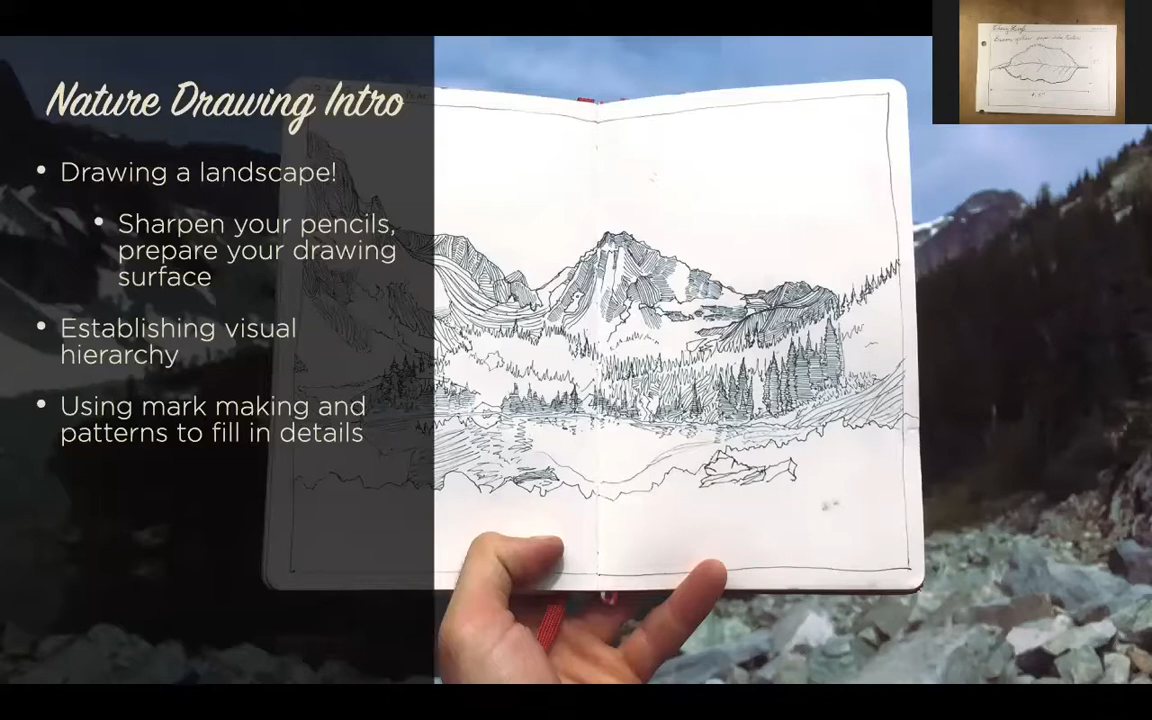 Nature Drawing Intro
• Drawing a landscape!
• Sharpen your pencils,
prepare your drawing
surface
• Establishing visual
hierarchy
• Using mark making and
patterns to fill in details